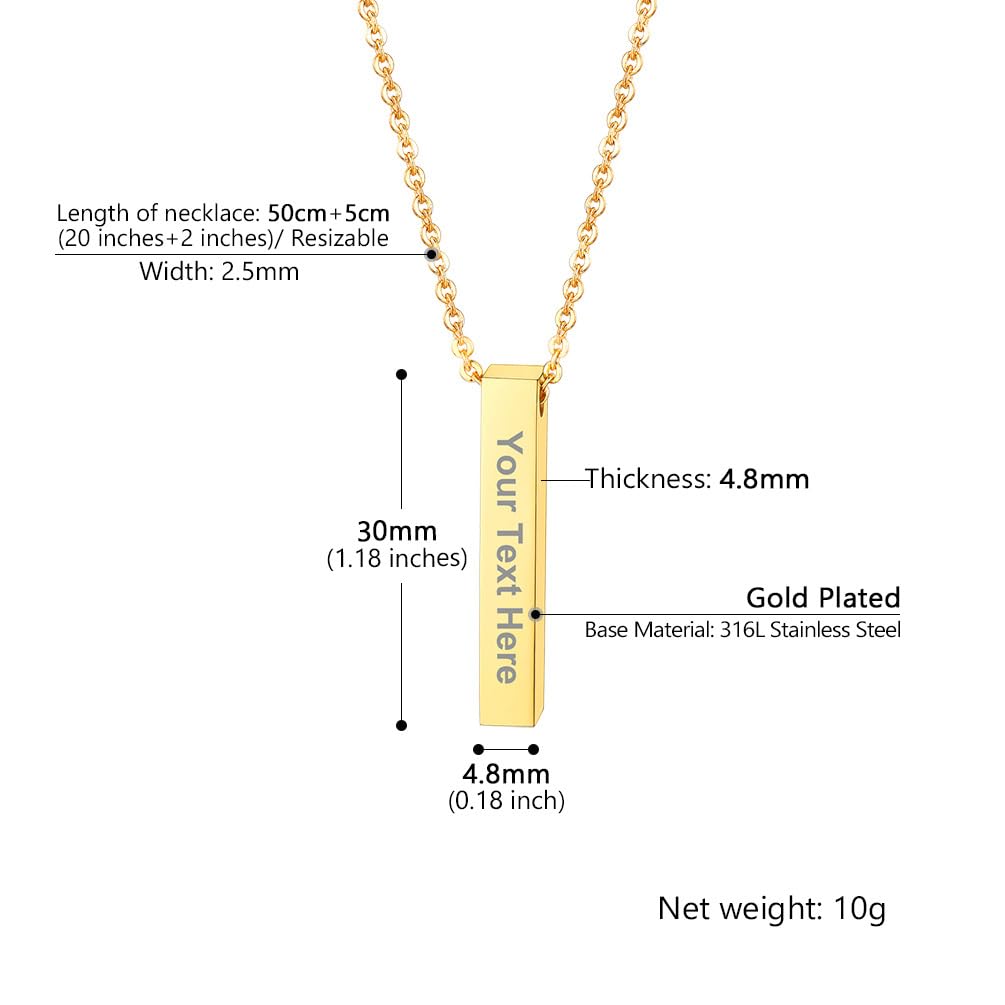 Length of necklace: 50cm+5cm
(20 inches+2 inches)/ Resizable
Width: 2.5mm
30mm
(1.18 inches)
Your Text Here
Thickness: 4.8mm
Gold Plated
Base Material: 316L Stainless Steel
4.8mm
(0.18 inch)
Net weight: 10g